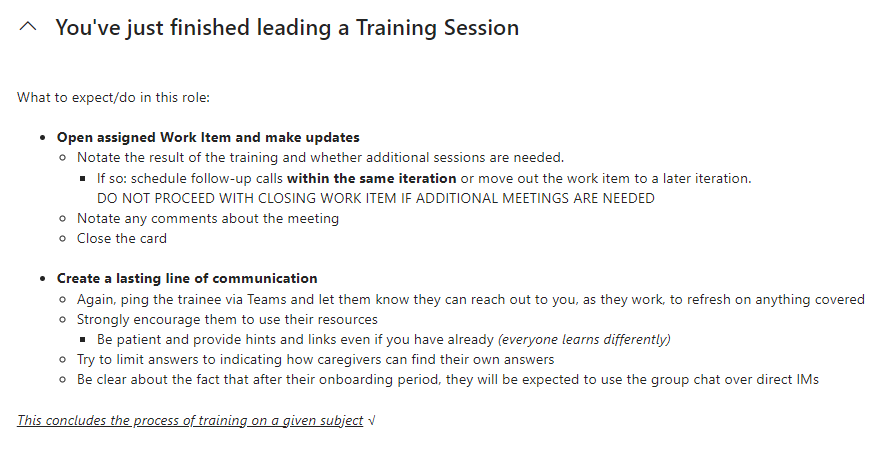 You've just finished leading a Training Session
What to expect/do in this role:
Open assigned Work Item and make updates
Notate the result of the training and whether additional sessions are needed.
If so: schedule follow-up calls within the same iteration or move out the work item to a later iteration.
DO NOT PROCEED WITH CLOSING WORK ITEM IF ADDITIONAL MEETINGS ARE NEEDED
Notate any comments about the meeting
Close the card
Create a lasting line of communication
Again, ping the trainee via Teams and let them know they can reach out to you, as they work, to refresh on anything covered
Strongly encourage them to use their resources
Be patient and provide hints and links even if you have already (everyone learns differently)
Try to limit answers to indicating how caregivers can find their own answers
Be clear about the fact that after their onboarding period, they will be expected to use the group chat over direct IMs
This concludes the process of training on a given subject √